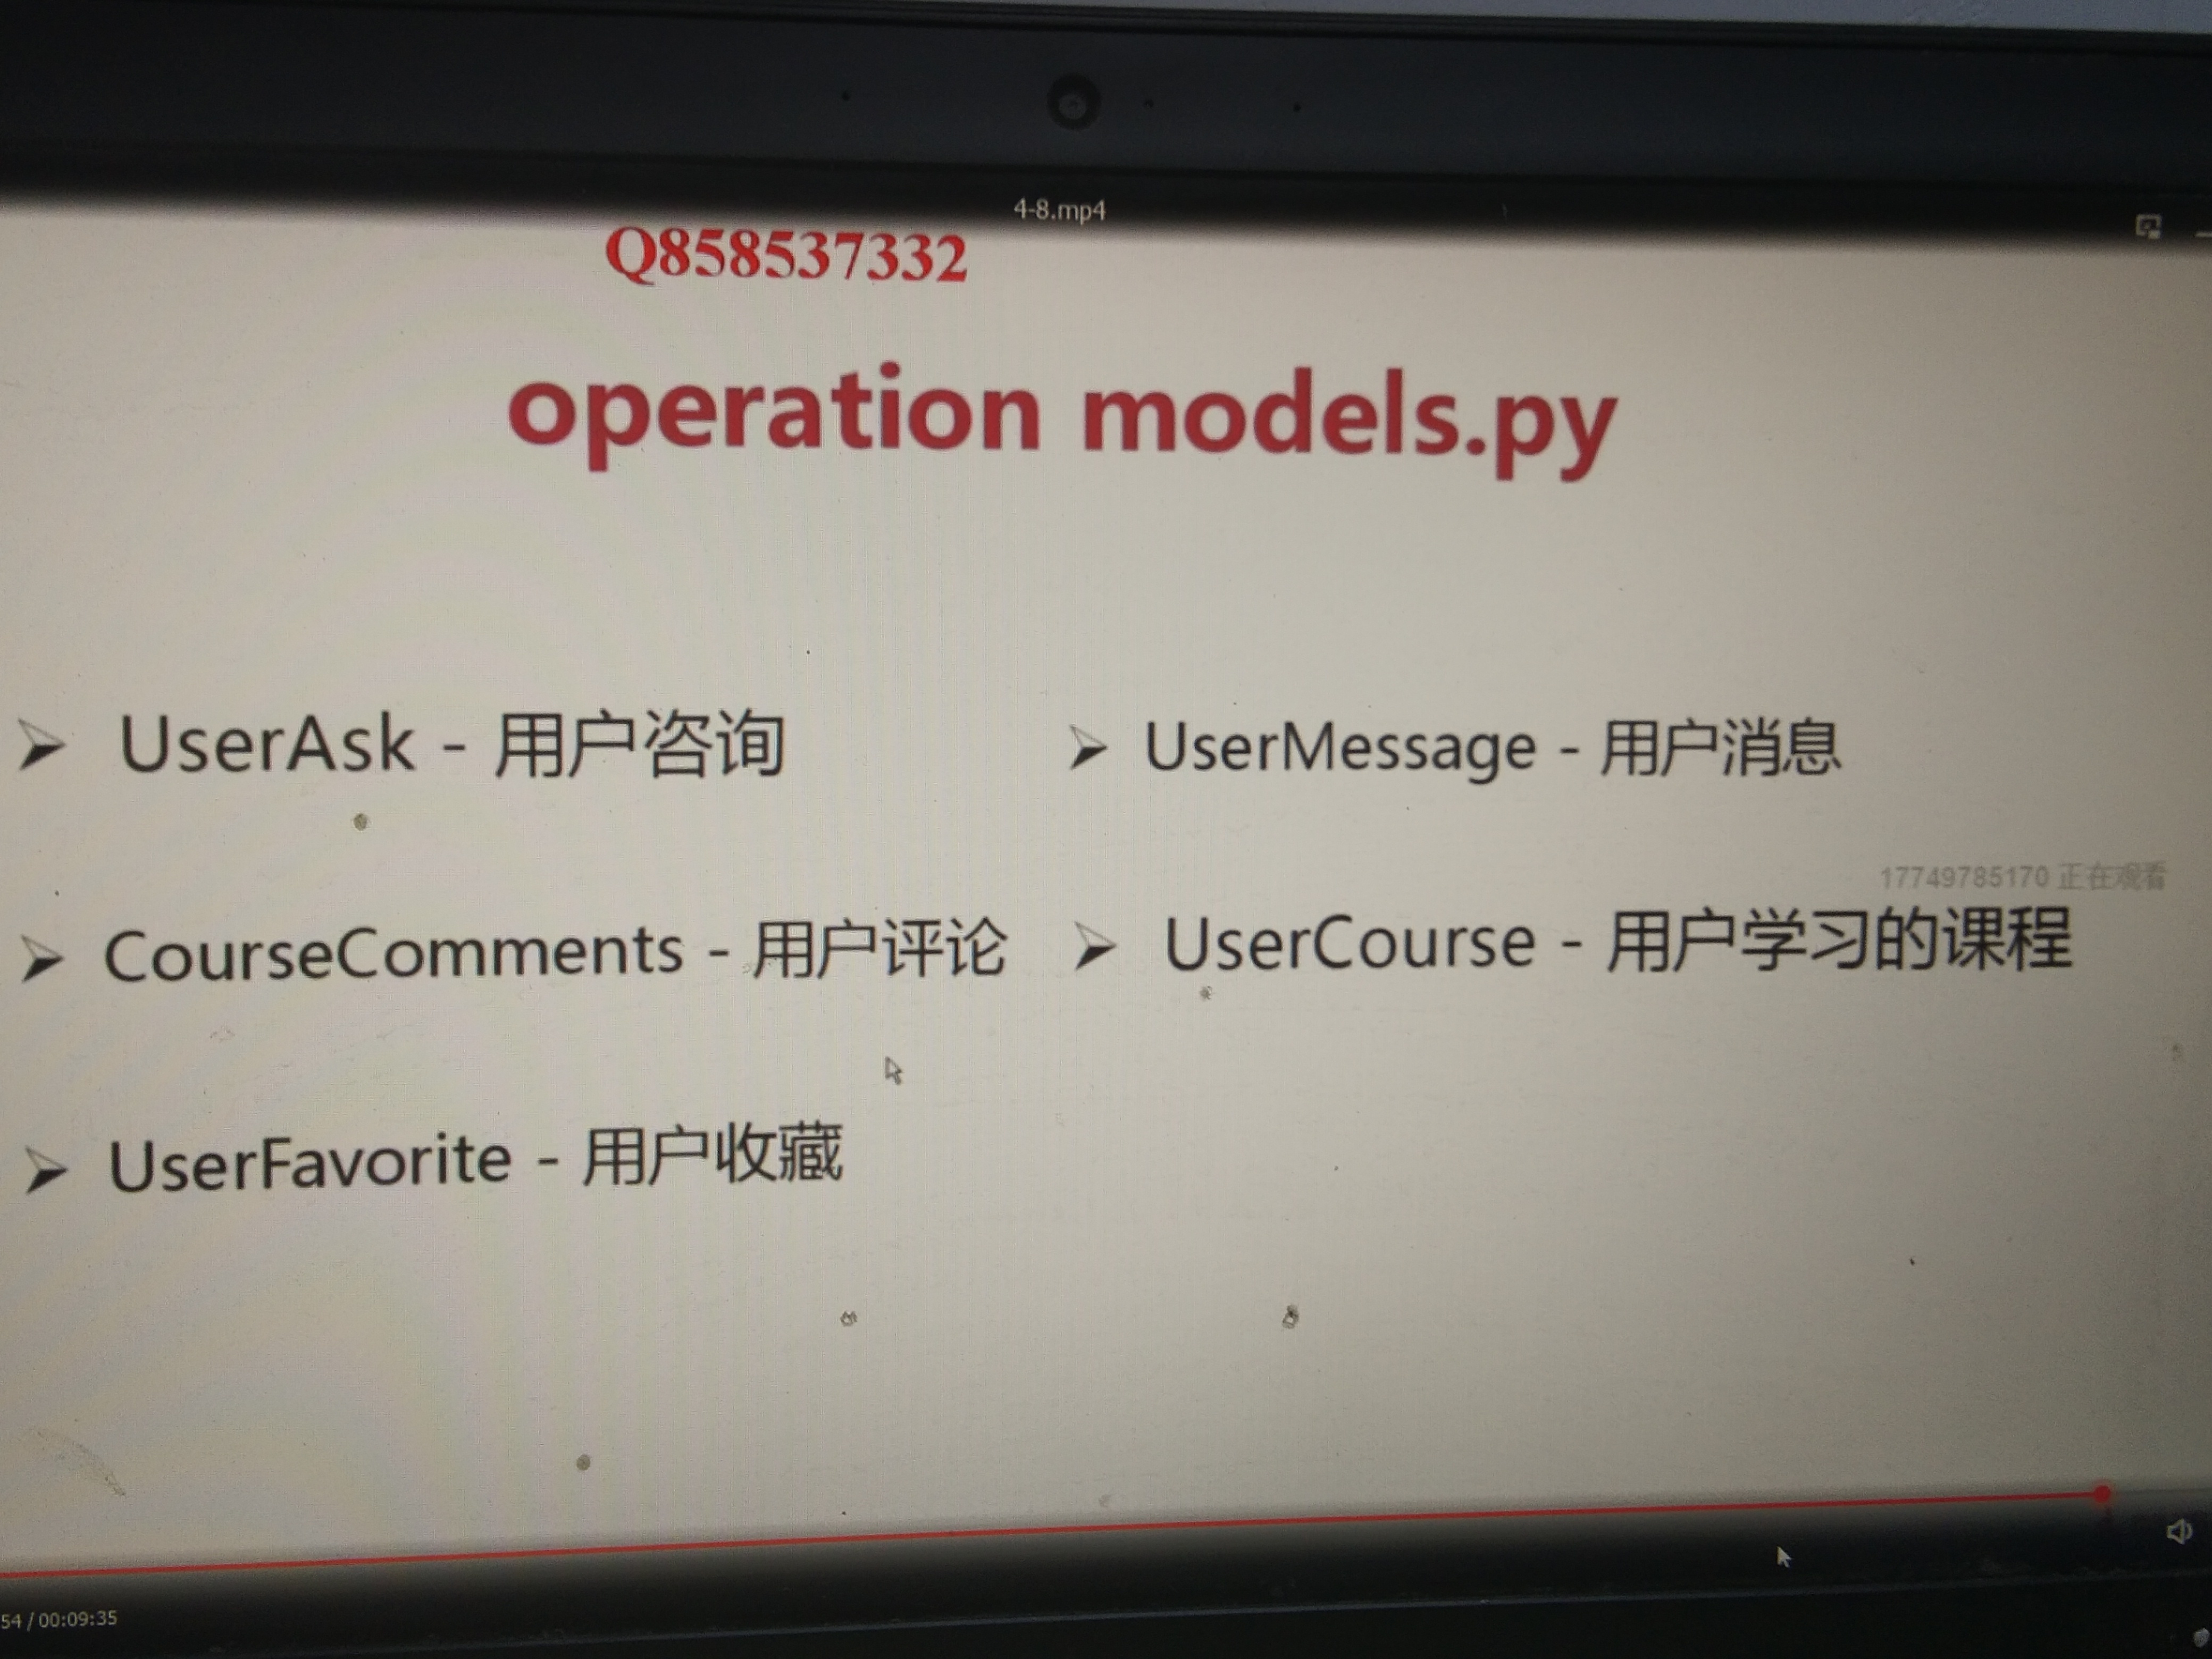 4-8.mp4
Q858537332
operation models.py
➤ UserAsk - 用户咨询
➤ UserMessage - 用户消息
17749785170 正在观看
➤ CourseComments - 用户评论
➤ UserCourse - 用户学习的课程
➤ UserFavorite - 用户收藏
54 / 00:09:35